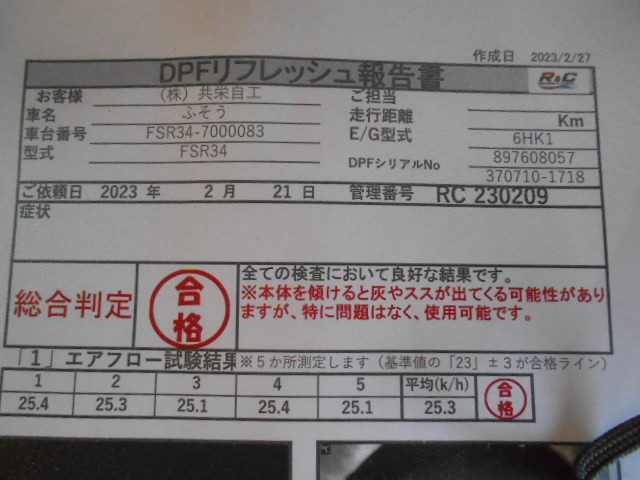 作成日 2023/2/27
DPFリフレッシュ報告書 R&C
お客様 （株）共栄自工 ご担当
車名 ふそう 走行距離 Km
車台番号 FSR34-7000083 E/G型式 6HK1
型式 FSR34 DPFシリアルNo 897608057
370710-1718
ご依頼日 2023 年 2 月 21 日 管理番号 RC 230209
症状
総合判定 合格 全ての検査において良好な結果です。
※本体を傾けると灰やススが出てくる可能性があり
ますが、特に問題はなく、使用可能です。
「1」エアフロー試験結果 ※５か所測定します（基準値の「23」±３が合格ライン）
1 2 3 4 5 平均(k/h) 合格
25.4 25.3 25.1 25.4 25.1 25.3